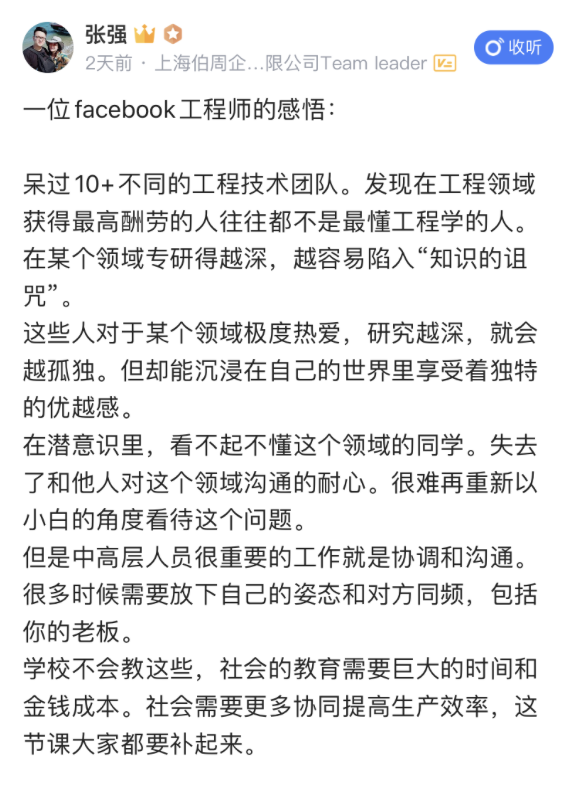 张强
收听
2天前 · 上海伯周企...限公司Team leader
一位facebook工程师的感悟：
呆过10+不同的工程技术团队。发现在工程领域
获得最高酬劳的人往往都不是最懂工程学的人。
在某个领域专研得越深，越容易陷入“知识的诅
咒”。
这些人对于某个领域极度热爱，研究越深，就会
越孤独。但却能沉浸在自己的世界里享受着独特
的优越感。
在潜意识里，看不起不懂这个领域的同学。失去
了和他人对这个领域沟通的耐心。很难再重新以
小白的角度看待这个问题。
但是中高层人员很重要的工作就是协调和沟通。
很多时候需要放下自己的姿态和对方同频，包括
你的老板。
学校不会教这些，社会的教育需要巨大的时间和
金钱成本。社会需要更多协同提高生产效率，这
节课大家都要补起来。